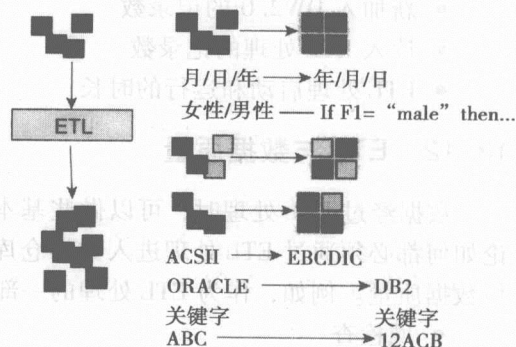 ETL
月/日/年 年/月/日
女性/男性 If F1= “male” then...
ACSH EBCDIC
ORACLE DB2
关键字 关键字
ABC 12ACB